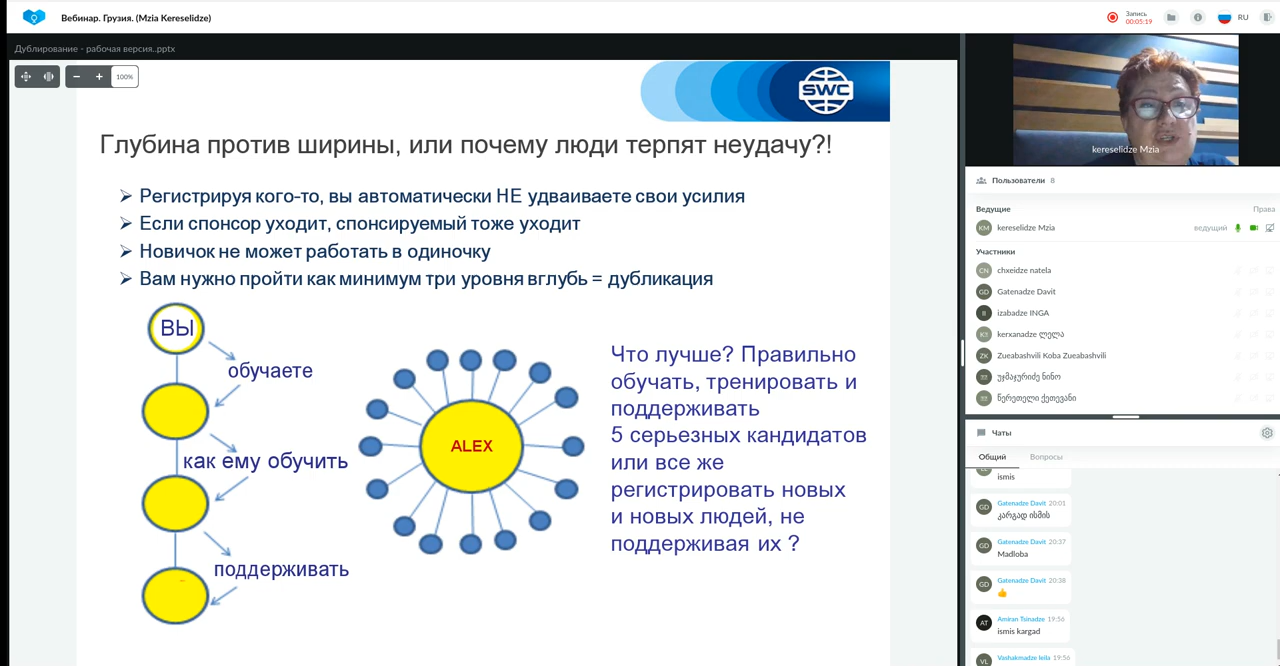 Вебинар. Грузия. (Mzia Kereselidze)
Запись
00:05:19
RU
Дублирование - рабочая версия..pptx
100%
SWC
Глубина против ширины, или почему люди терпят неудачу?!
Регистрируя кого-то, вы автоматически НЕ удваиваете свои усилия
Если спонсор уходит, спонсируемый тоже уходит
Новичок не может работать в одиночку
Вам нужно пройти как минимум три уровня вглубь = дубликация
ВЫ
обучаете
как ему обучить
поддерживать
ALEX
Что лучше? Правильно
обучать, тренировать и
поддерживать
5 серьезных кандидатов
или все же
регистрировать новых
и новых людей, не
поддерживая их ?
kereselidze Mzia
Пользователи 8
Ведущие Права
KM kereselidze Mzia ведущий
Участники
CN chxeidze natela
GD Gatenadze Davit
II izabadze INGA
kerxanadze ლელა
ZK Zueabashvili Koba Zueabashvili
უჯმაჯურიძე ნინო
წერეთელი ქეთევანი
Чаты
Общий Вопросы
ismis
GD Gatenadze Davit 20:01
კარგად ისმის
GD Gatenadze Davit 20:37
Madloba
GD Gatenadze Davit 20:38
👍
AT Amiran Tsinadze 19:56
ismis kargad
VL Vashakmadze leila 19:56